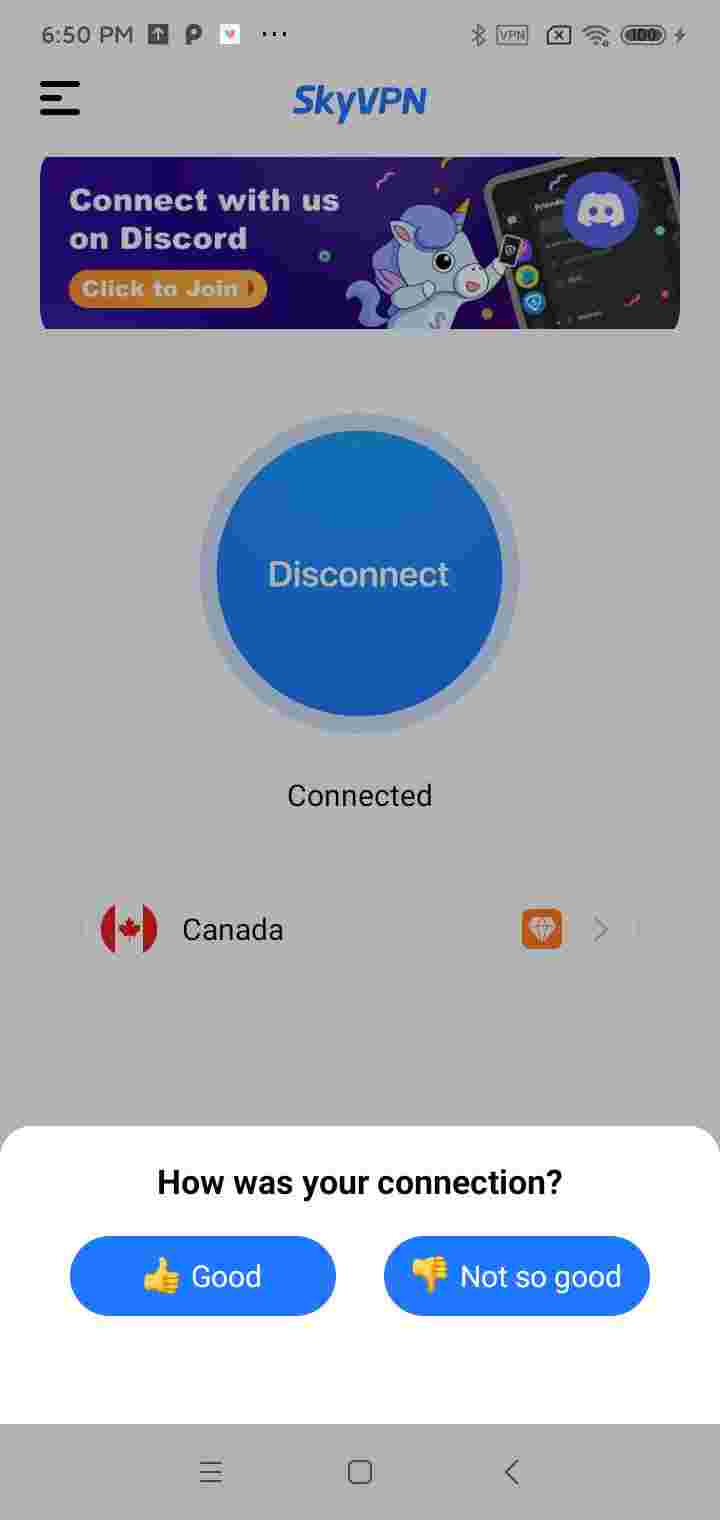 6:50 PM
VPN
100
SkyVPN
Connect with us
on Discord
Click to Join
Friends
Disconnect
Connected
Canada
How was your connection?
👍 Good
👎 Not so good